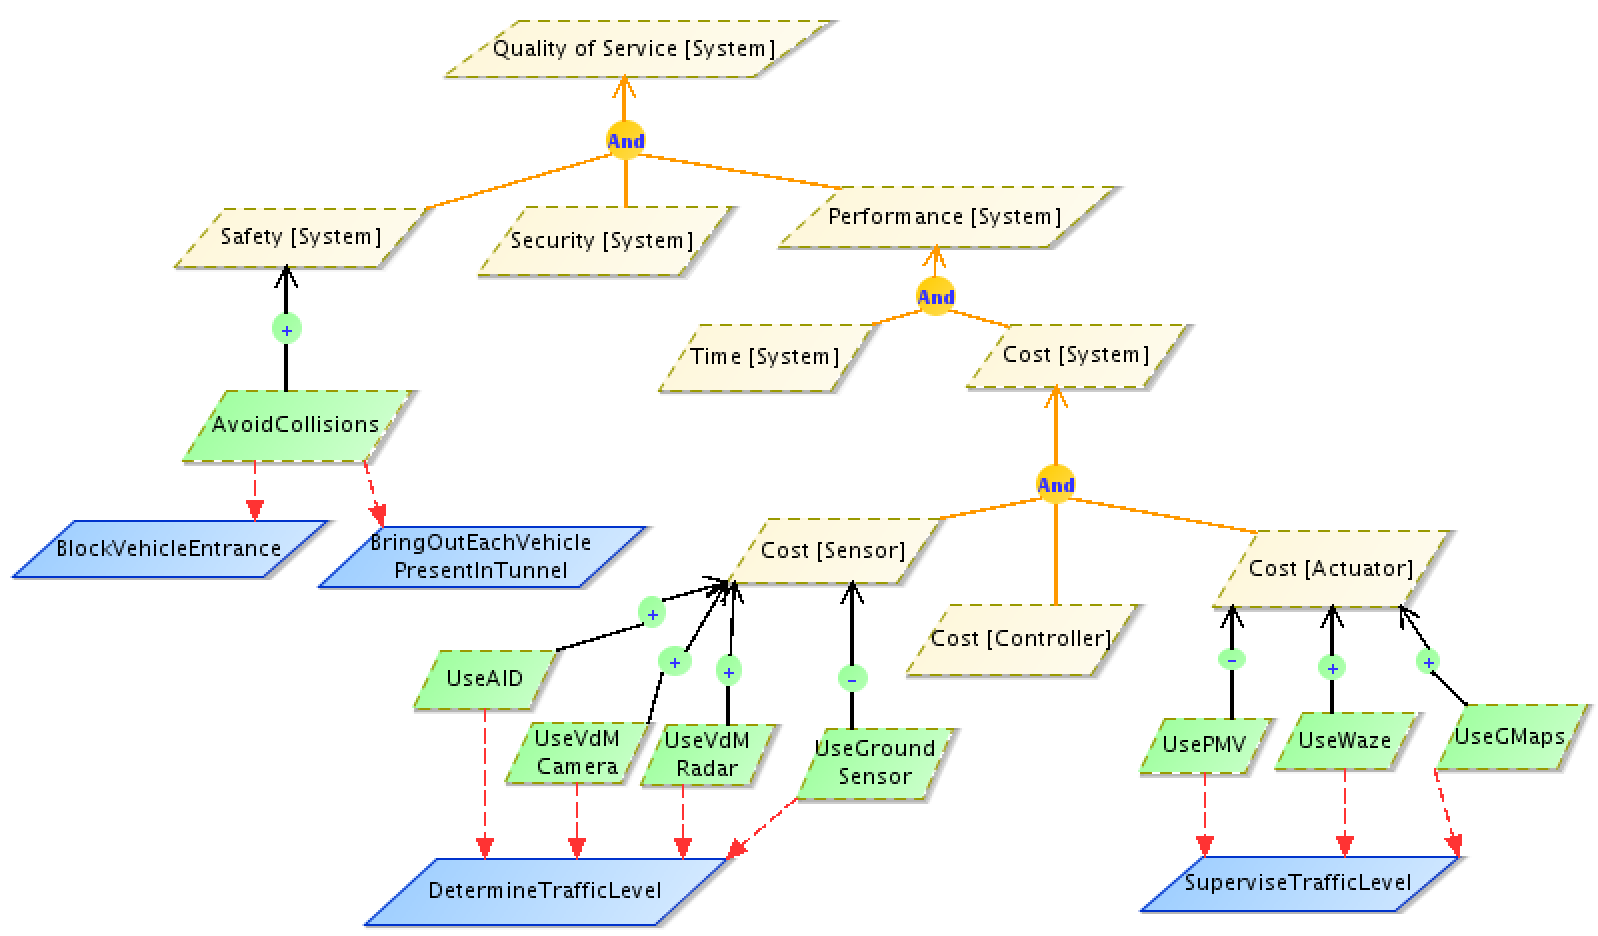 Quality of Service [System]
And
Safety [System]
Security [System]
Performance [System]
+
And
Time [System]
Cost [System]
AvoidCollisions
And
BlockVehicleEntrance
BringOutEachVehicle
PresentInTunnel
Cost [Sensor]
Cost [Controller]
Cost [Actuator]
+
+
+
-
-
+
+
UseAID
UseVdM
Camera
UseVdM
Radar
UseGround
Sensor
UsePMV
UseWaze
UseGMaps
DetermineTrafficLevel
SuperviseTrafficLevel